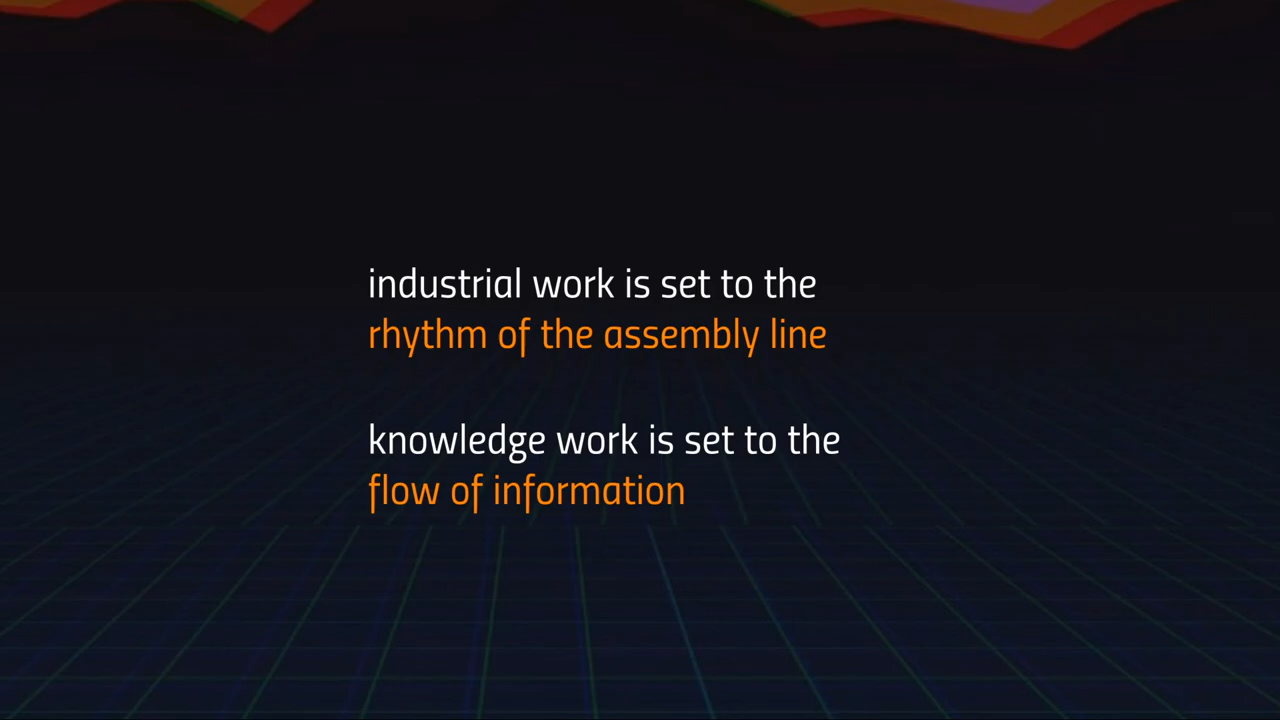 industrial work is set to the
rhythm of the assembly line
knowledge work is set to the
flow of information